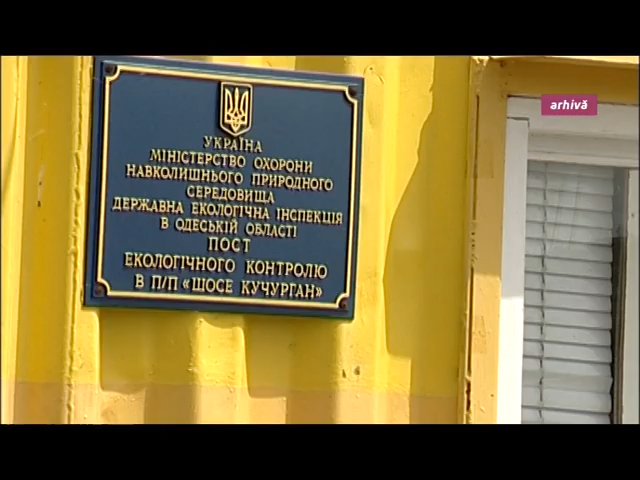 arhivă
УКРАЇНА
МІНІСТЕРСТВО ОХОРОНИ
НАВКОЛИШНЬОГО ПРИРОДНОГО
СЕРЕДОВИЩА
ДЕРЖАВНА ЕКОЛОГІЧНА ІНСПЕКЦІЯ
В ОДЕСЬКІЙ ОБЛАСТІ
ПОСТ
ЕКОЛОГІЧНОГО КОНТРОЛЮ
В П/П «ШОСЕ КУЧУРГАН»